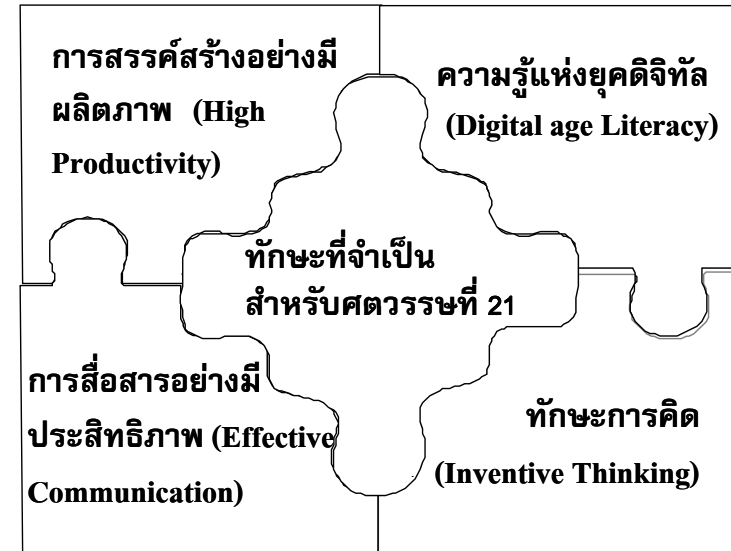 การสรรค์สร้างอย่างมี
ผลิตภาพ (High
Productivity)
ความรู้แห่งยุคดิจิทัล
(Digital age Literacy)
ทักษะที่จำเป็น
สำหรับศตวรรษที่ 21
การสื่อสารอย่างมี
ประสิทธิภาพ (Effective
Communication)
ทักษะการคิด
(Inventive Thinking)